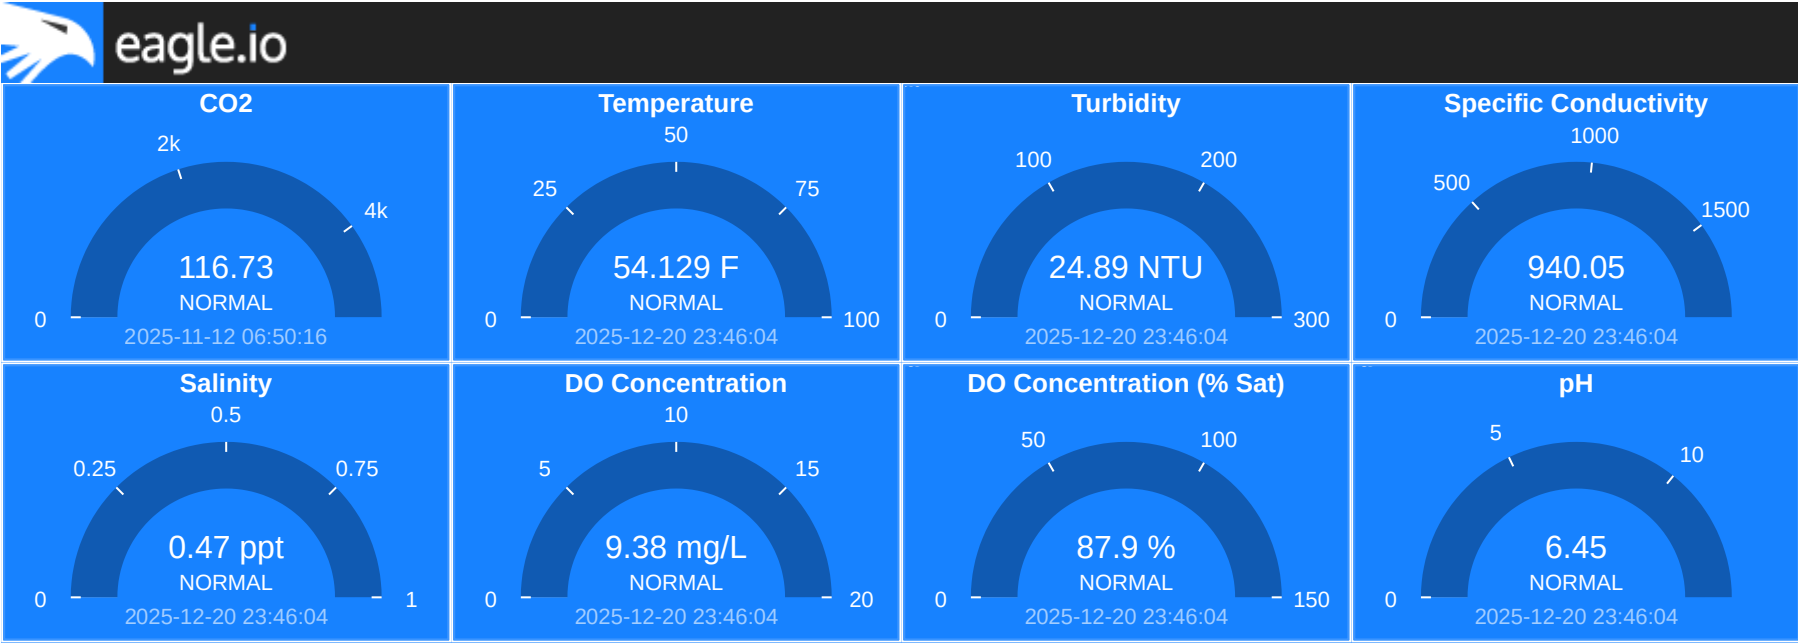 eagle.io
CO2
2k
4k
116.73
NORMAL
0
2025-11-12 06:50:16
Temperature
50
25
75
54.129 F
NORMAL
0
100
2025-12-20 23:46:04
Turbidity
100
200
24.89 NTU
NORMAL
0
300
2025-12-20 23:46:04
Specific Conductivity
1000
500
1500
940.05
NORMAL
0
2025-12-20 23:46:04
Salinity
0.5
0.25
0.75
0.47 ppt
NORMAL
0
1
2025-12-20 23:46:04
DO Concentration
10
5
15
9.38 mg/L
NORMAL
0
20
2025-12-20 23:46:04
DO Concentration (% Sat)
50
100
87.9 %
NORMAL
0
150
2025-12-20 23:46:04
pH
5
10
6.45
NORMAL
0
2025-12-20 23:46:04